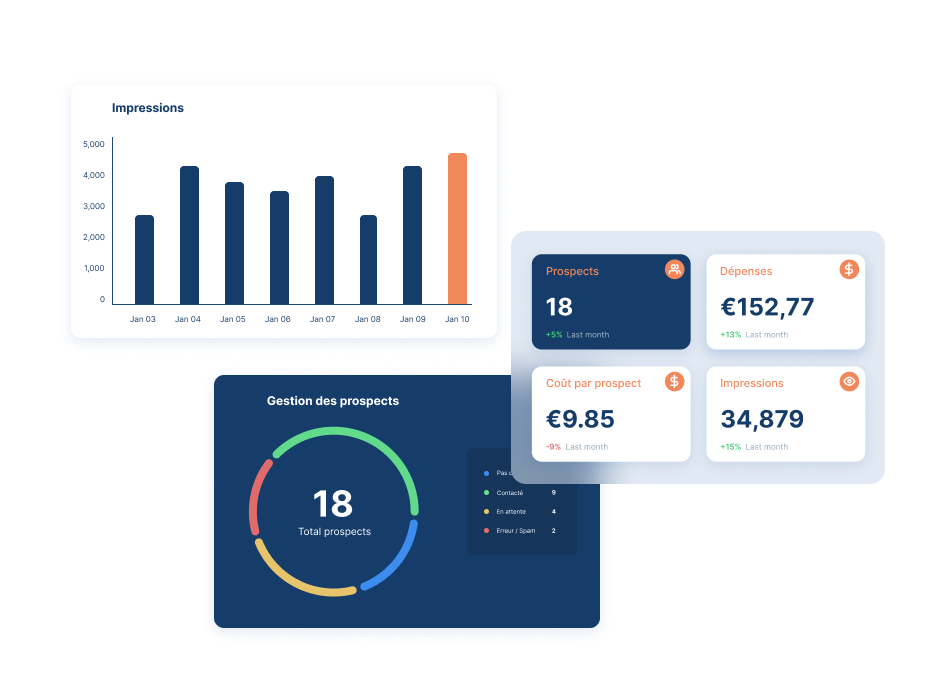 Impressions
5,000
4,000
3,000
2,000
1,000
0
Jan 03 Jan 04 Jan 05 Jan 06 Jan 07 Jan 08 Jan 09 Jan 10
Prospects
18
+5% Last month
Dépenses
€152,77
+13% Last month
Coût par prospect
€9.85
-9% Last month
Impressions
34,879
+15% Last month
Gestion des prospects
18
Total prospects
Pas
Contacté 9
En attente 4
Erreur / Spam 2